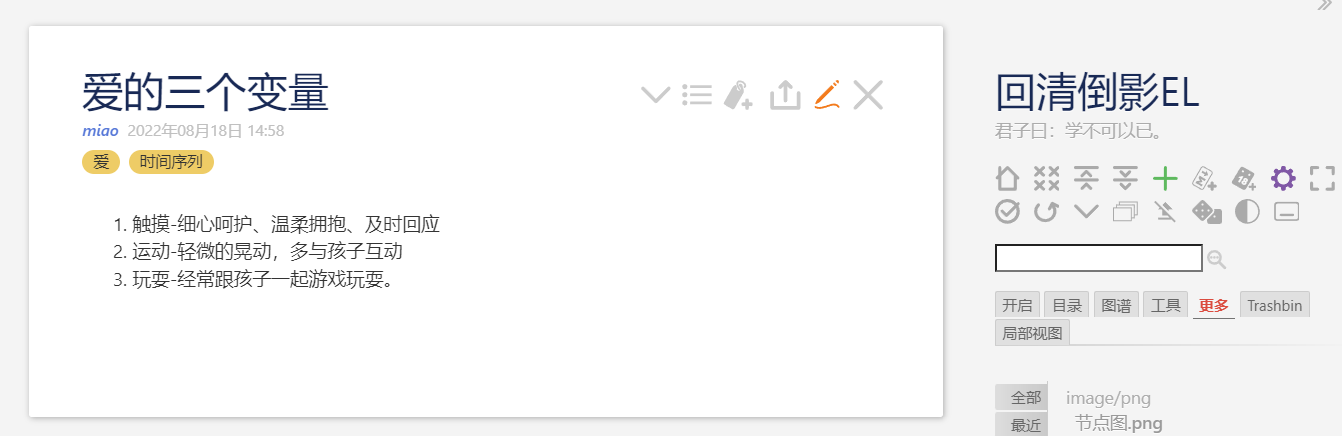 爱的三个变量
miao 2022年08月18日 14:58
爱 时间序列
1. 触摸-细心呵护、温柔拥抱、及时回应
2. 运动-轻微的晃动，多与孩子互动
3. 玩耍-经常跟孩子一起游戏玩耍。
回清倒影EL
君子曰：学不可以已。
开启 目录 图谱 工具 更多 Trashbin
局部视图
全部 image/png
最近 节点图.png